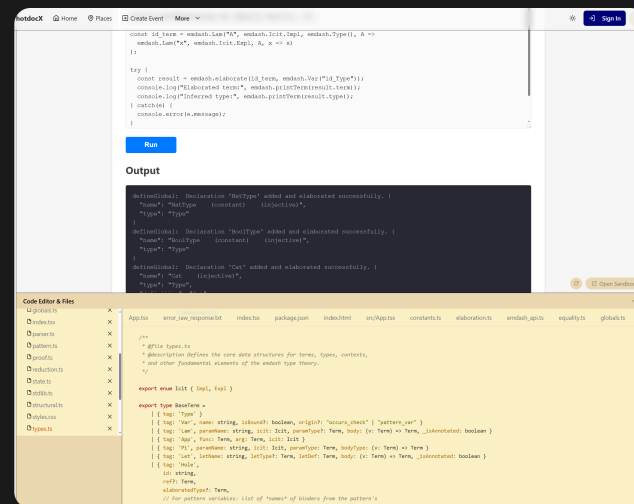 hotdocX Home Places Create Event More Sign In
const id_term = emdash.Lam("A", emdash.Icit.Impl, emdash.Type(), A =>
emdash.Lam("x", emdash.Icit.Expl, A, x => x)
);
try {
const result = emdash.elaborate(id_term, emdash.Var("id_Type"));
console.log("Elaborated term:", emdash.printTerm(result.term));
console.log("Inferred type:", emdash.printTerm(result.type));
} catch(e) {
console.error(e.message);
}
Run
Output
defineGlobal: Declaration 'NatType' added and elaborated successfully. {
"name": "NatType (constant) (injective)",
"type": "Type"
}
defineGlobal: Declaration 'BoolType' added and elaborated successfully. {
"name": "BoolType (constant) (injective)",
"type": "Type"
}
defineGlobal: Declaration 'Cat' added and elaborated successfully. {
"name": "Cat (injective)",
"type": "Type",
Open Sandbox
Code Editor & Files
globals.ts
index.tsx
parser.ts
pattern.ts
proof.ts
reduction.ts
state.ts
stdlib.ts
structural.ts
styles.css
types.ts
App.tsx error_raw_response.txt index.tsx package.json index.html src/App.tsx constants.ts elaboration.ts emdash_api.ts equality.ts globals.ts
/**
* @file types.ts
* @description Defines the core data structures for terms, types, contexts,
* and other fundamental elements of the emdash type theory.
*/
export enum Icit { Impl, Expl }
export type BaseTerm =
| { tag: 'Type' }
| { tag: 'Var', name: string, isBound?: boolean, origin?: "occurs_check" | "pattern_var" }
| { tag: 'Lam', paramName: string, icit: Icit, paramType?: Term, body: (v: Term) => Term, _isAnnotated: boolean }
| { tag: 'App', func: Term, arg: Term, icit: Icit }
| { tag: 'Pi', paramName: string, icit: Icit, paramType: Term, bodyType: (v: Term) => Term }
| { tag: 'Let', letName: string, letType?: Term, letDef: Term, body: (v: Term) => Term, _isAnnotated: boolean }
| { tag: 'Hole',
id: string,
ref?: Term,
elaboratedType?: Term,
// For pattern variables: list of *names* of binders from the pattern's